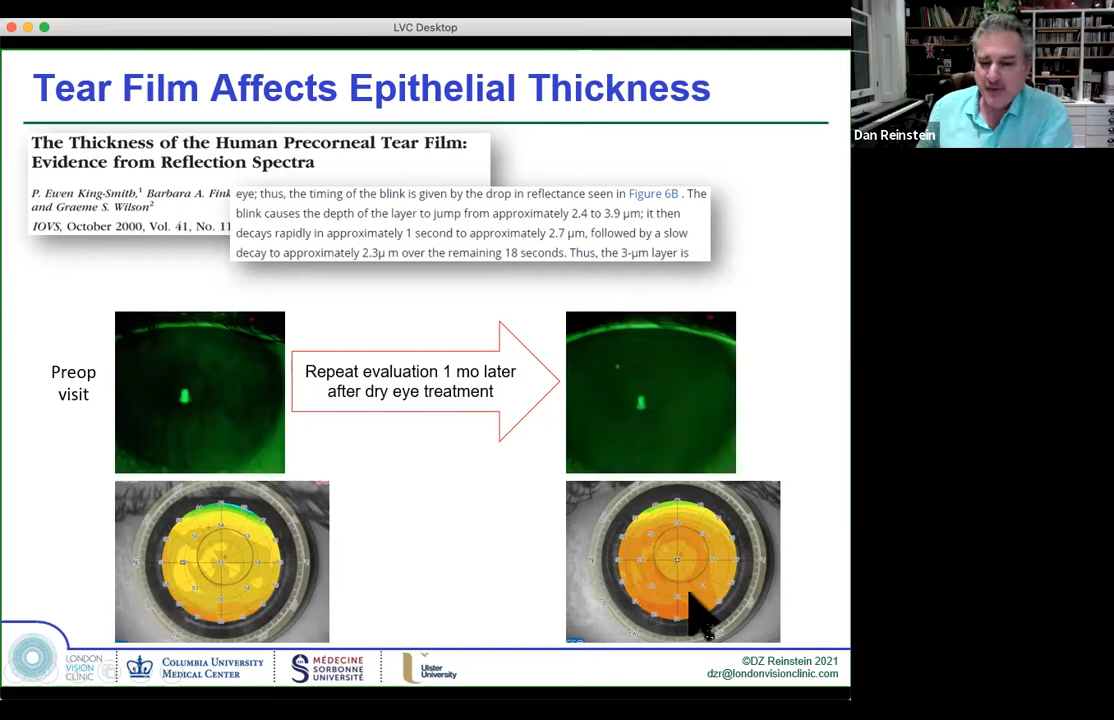 LVC Desktop
Tear Film Affects Epithelial Thickness
The Thickness of the Human Precorneal Tear Film:
Evidence from Reflection Spectra
P. Ewen King-Smith,¹ Barbara A. Fink
and Graeme S. Wilson²
IOVS, October 2000, Vol. 41, No. 11
eye; thus, the timing of the blink is given by the drop in reflectance seen in Figure 6B . The
blink causes the depth of the layer to jump from approximately 2.4 to 3.9 μm; it then
decays rapidly in approximately 1 second to approximately 2.7 μm, followed by a slow
decay to approximately 2.3μ m over the remaining 18 seconds. Thus, the 3-μm layer is
Preop
visit
Repeat evaluation 1 mo later
after dry eye treatment
Dan Reinstein
LONDON
VISION
CLINIC
COLUMBIA UNIVERSITY
MEDICAL CENTER
MÉDECINE
SORBONNE
UNIVERSITÉ
Ulster
University
©DZ Reinstein 2021
dzr@londonvisionclinic.com